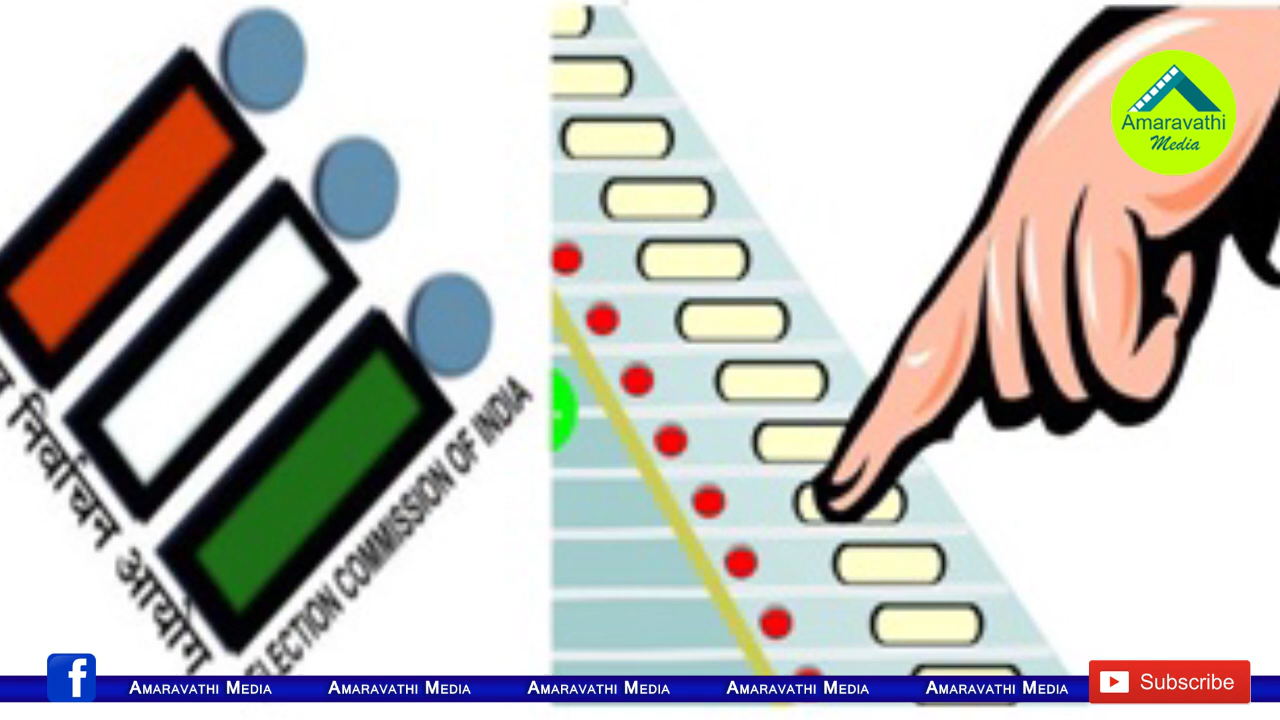 निर्वाचन आयोग
ELECTION COMMISSION OF INDIA
Amaravathi
Media
f
AMARAVATHI MEDIA AMARAVATHI MEDIA AMARAVATHI MEDIA AMARAVATHI MEDIA AMARAVATHI MEDIA
Subscribe